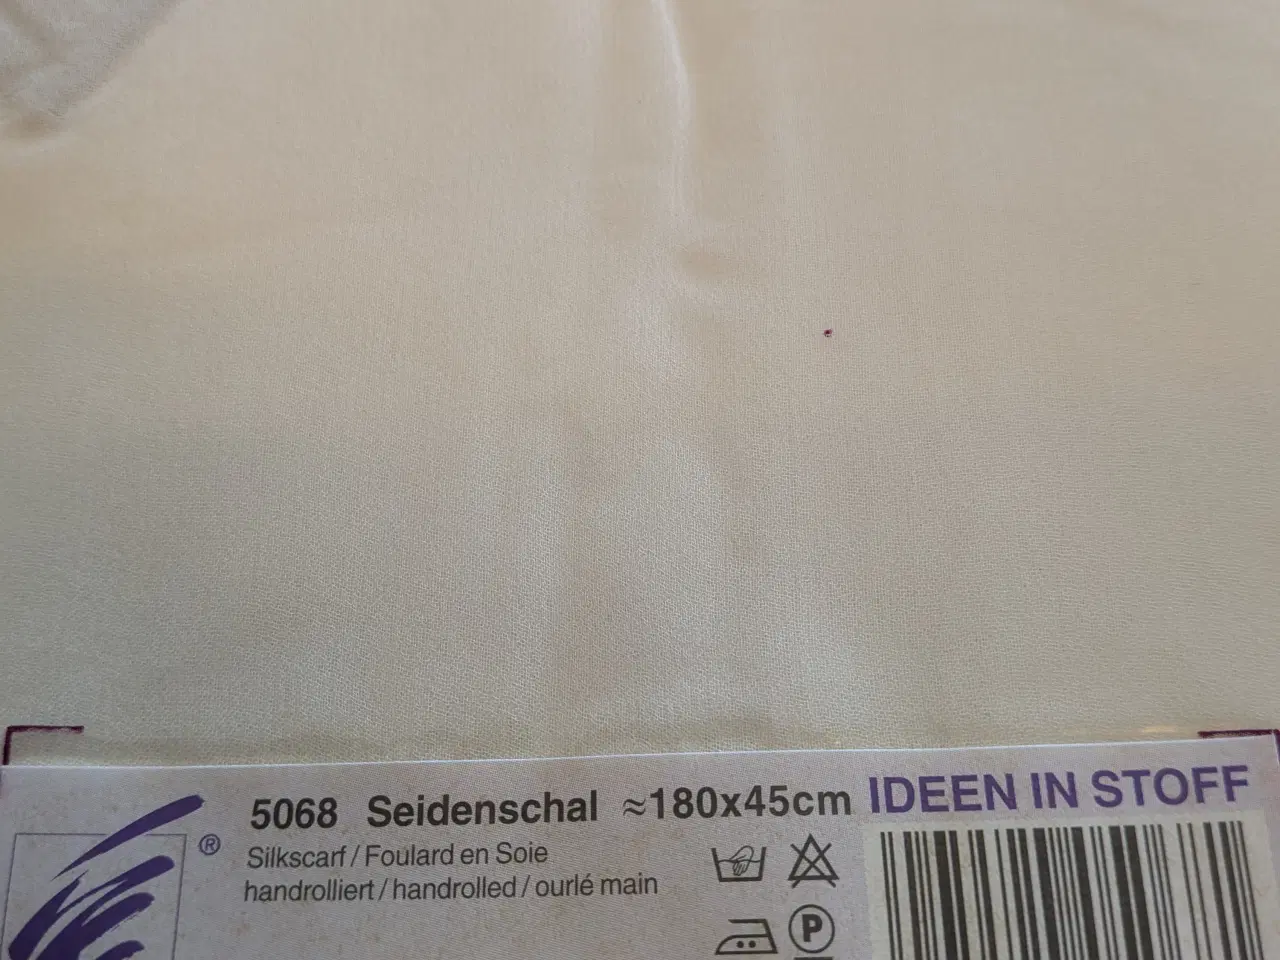 5068 Seidenschal ≈180x45cm IDEEN IN STOFF
®
Silkscarf / Foulard en Soie
handrolliert / handrolled / ourlé main
P